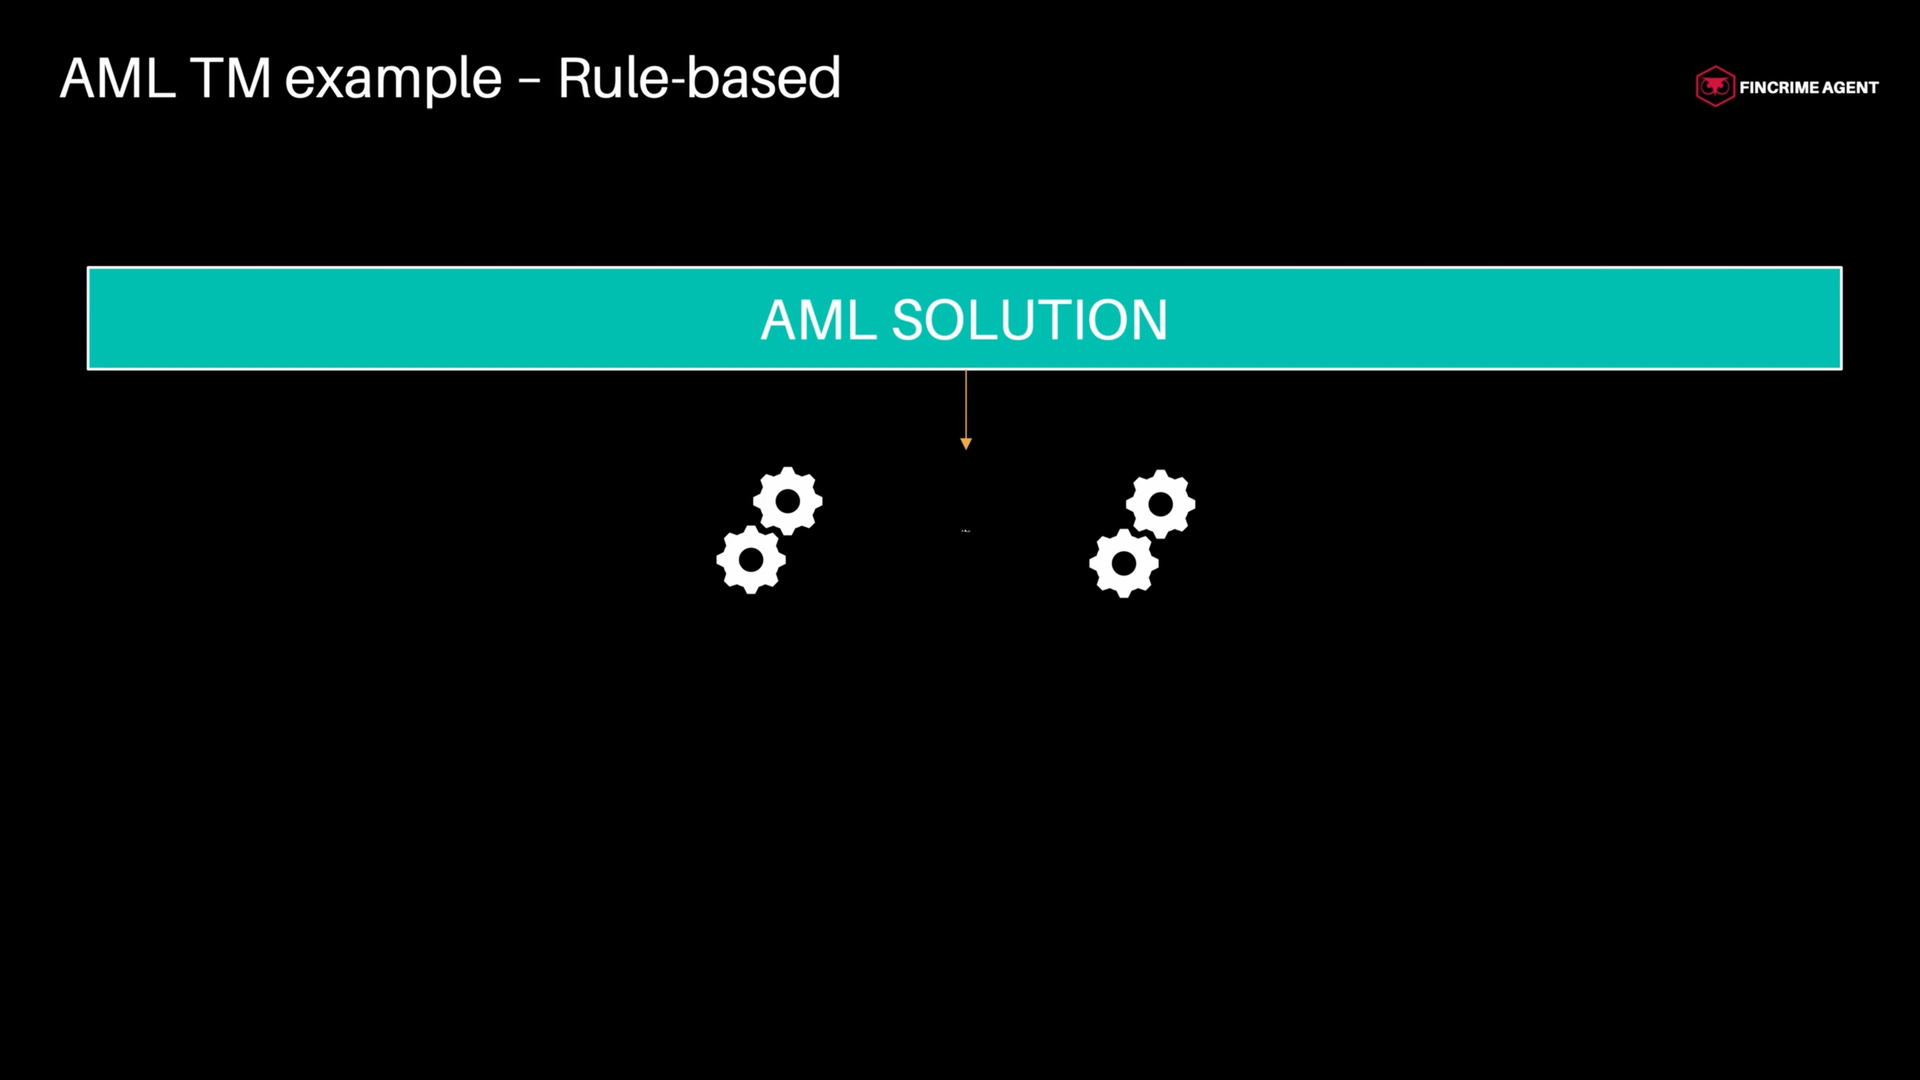 AML TM example – Rule-based
FINCRIME AGENT
AML SOLUTION